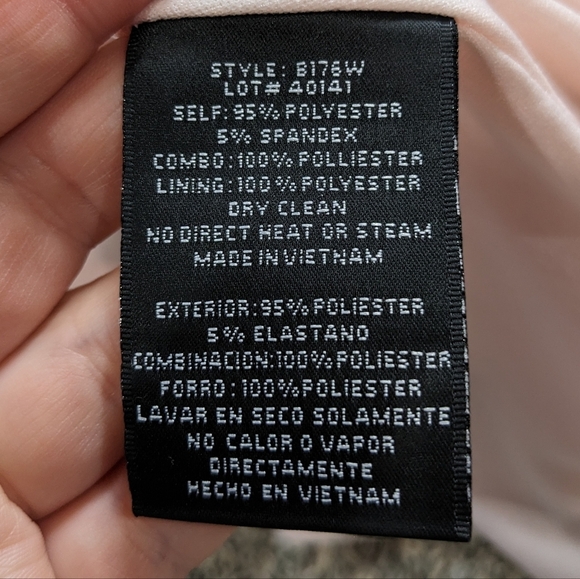 STYLE: 8178W
LOT# 40141
SELF: 95% POLYESTER
5% SPANDEX
COMBO:100% POLLIESTER
LINING:100% POLYESTER
DRY CLEAN
NO DIRECT HEAT OR STEAM
MADE IN VIETNAM
EXTERIOR:95% POLIESTER
5% ELASTANO
COMBINACION:100% POLIESTER
FORRO:100% POLIESTER
LAVAR EN SECO SOLAMENTE
NO CALOR O VAPOR
DIRECTAMENTE
HECHO EN VIETNAM